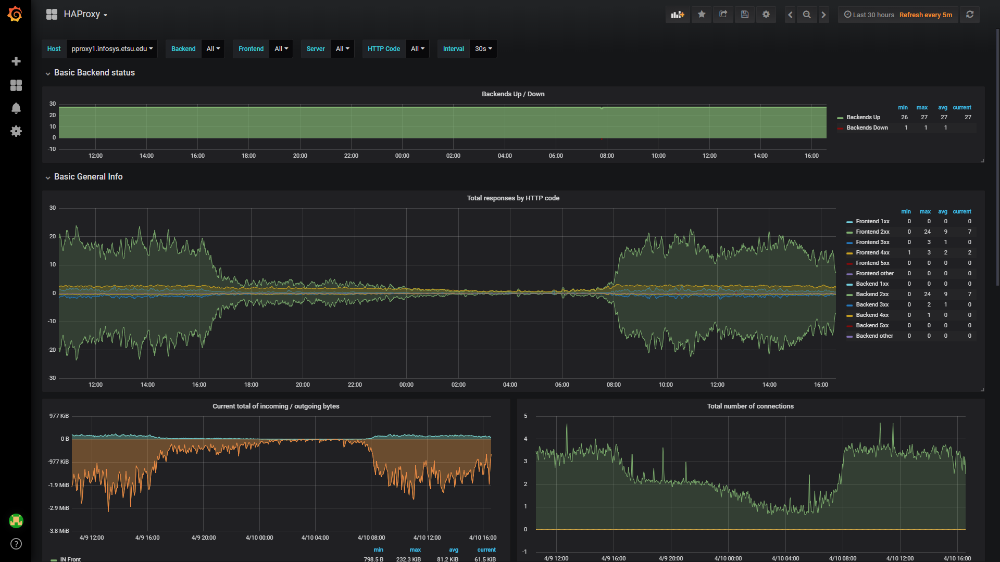 HAProxy
Last 30 hours Refresh every 5m
Host pproxy1.infosys.etsu.edu Backend All Frontend All Server All HTTP Code All Interval 30s
Basic Backend status
Backends Up / Down
30
20
10
0
-10
12:00 14:00 16:00 18:00 20:00 22:00 00:00 02:00 04:00 06:00 08:00 10:00 12:00 14:00 16:00
min max avg current
Backends Up 26 27 27 27
Backends Down 1 1 1
Basic General Info
Total responses by HTTP code
30
20
10
0
-10
-20
-30
12:00 14:00 16:00 18:00 20:00 22:00 00:00 02:00 04:00 06:00 08:00 10:00 12:00 14:00 16:00
min max avg current
Frontend 1xx 0 0 0 0
Frontend 2xx 0 24 9 7
Frontend 3xx 0 3 1 0
Frontend 4xx 1 3 2 2
Frontend 5xx 0 0 0 0
Frontend other 0 0 0 0
Backend 1xx 0 0 0 0
Backend 2xx 0 24 9 7
Backend 3xx 0 2 1 0
Backend 4xx 0 1 0 0
Backend 5xx 0 0 0 0
Backend other 0 0 0 0
Current total of incoming / outgoing bytes
977 KiB
0 B
-977 KiB
-1.9 MiB
-2.9 MiB
-3.8 MiB
4/9 12:00 4/9 16:00 4/9 20:00 4/10 00:00 4/10 04:00 4/10 08:00 4/10 12:00 4/10 16:00
min max avg current
IN Front 798.5 B 232.3 KiB 81.2 KiB 61.5 KiB
Total number of connections
5
4
3
2
1
0
-1
4/9 12:00 4/9 16:00 4/9 20:00 4/10 00:00 4/10 04:00 4/10 08:00 4/10 12:00 4/10 16:00